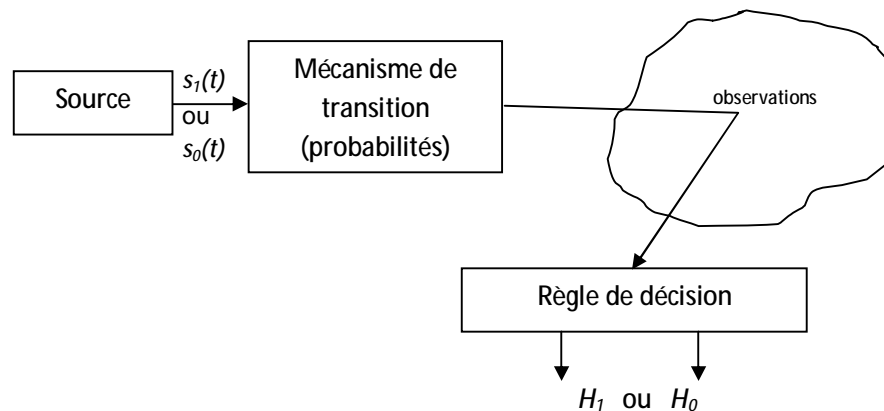 Source
s₁(t)
ou
s₀(t)
Mécanisme de
transition
(probabilités)
observations
Règle de décision
H₁ ou H₀